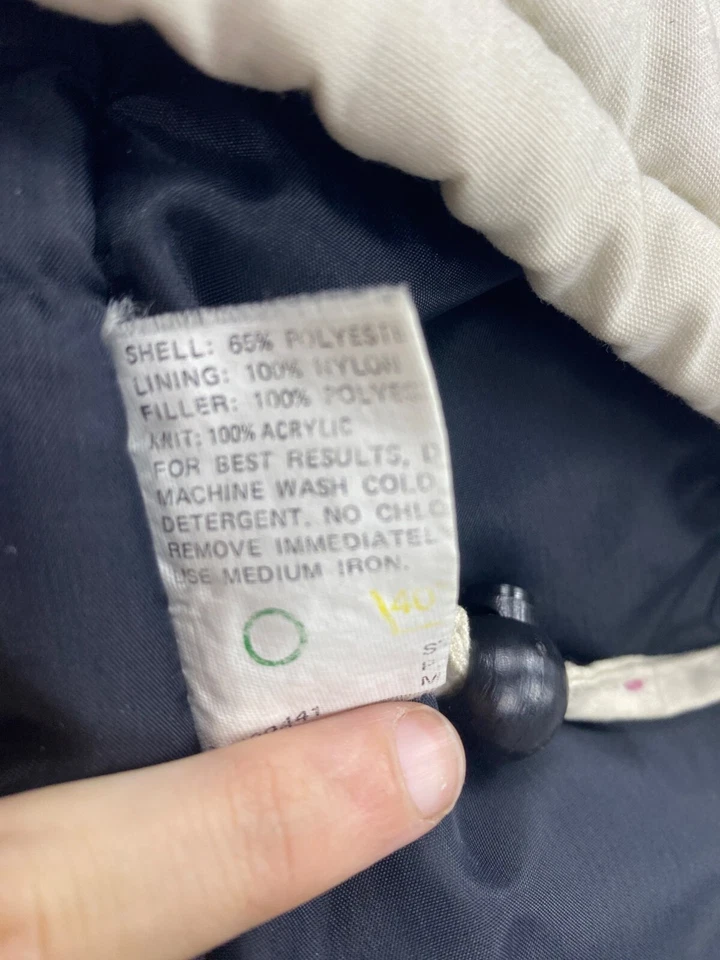 SHELL: 65% POLYESTE
LINING: 100% NYLON
FILLER: 100% POLYES
KNIT: 100% ACRYLIC
FOR BEST RESULTS, D
MACHINE WASH COLD
DETERGENT. NO CHLO
REMOVE IMMEDIATEL
USE MEDIUM IRON.
140